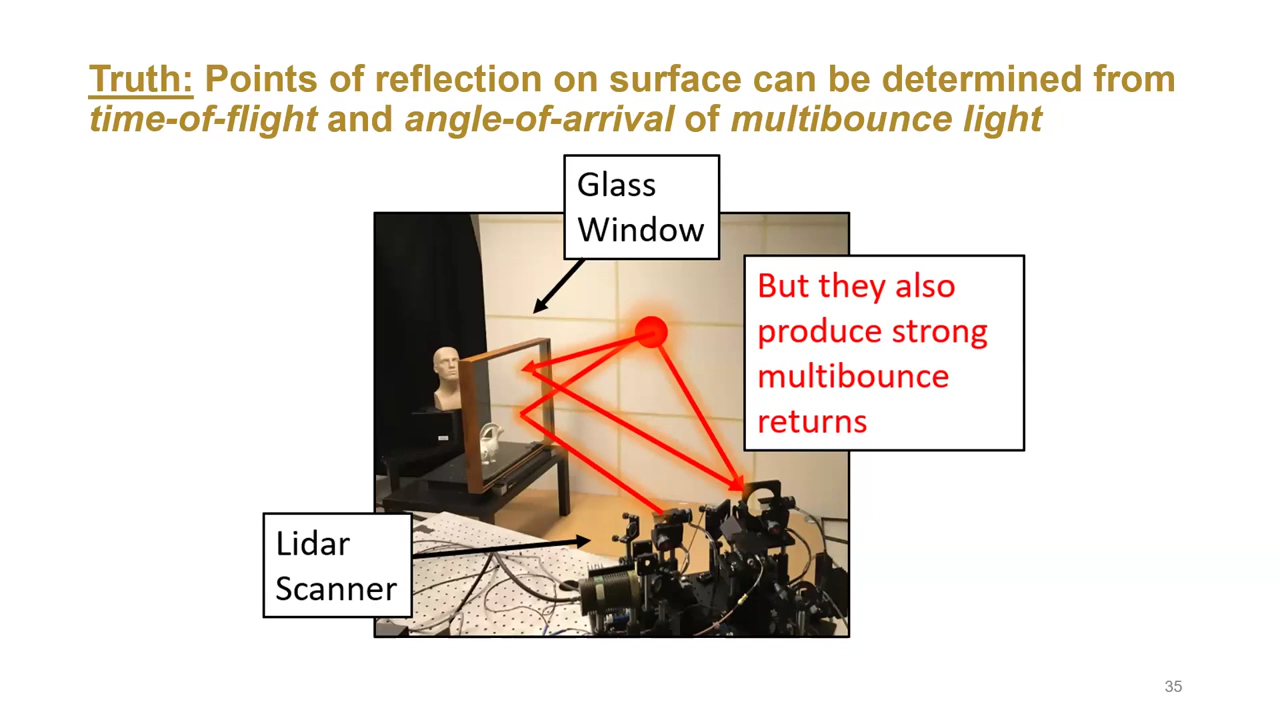 Truth: Points of reflection on surface can be determined from
time-of-flight and angle-of-arrival of multibounce light
Glass
Window
But they also
produce strong
multibounce
returns
Lidar
Scanner
35